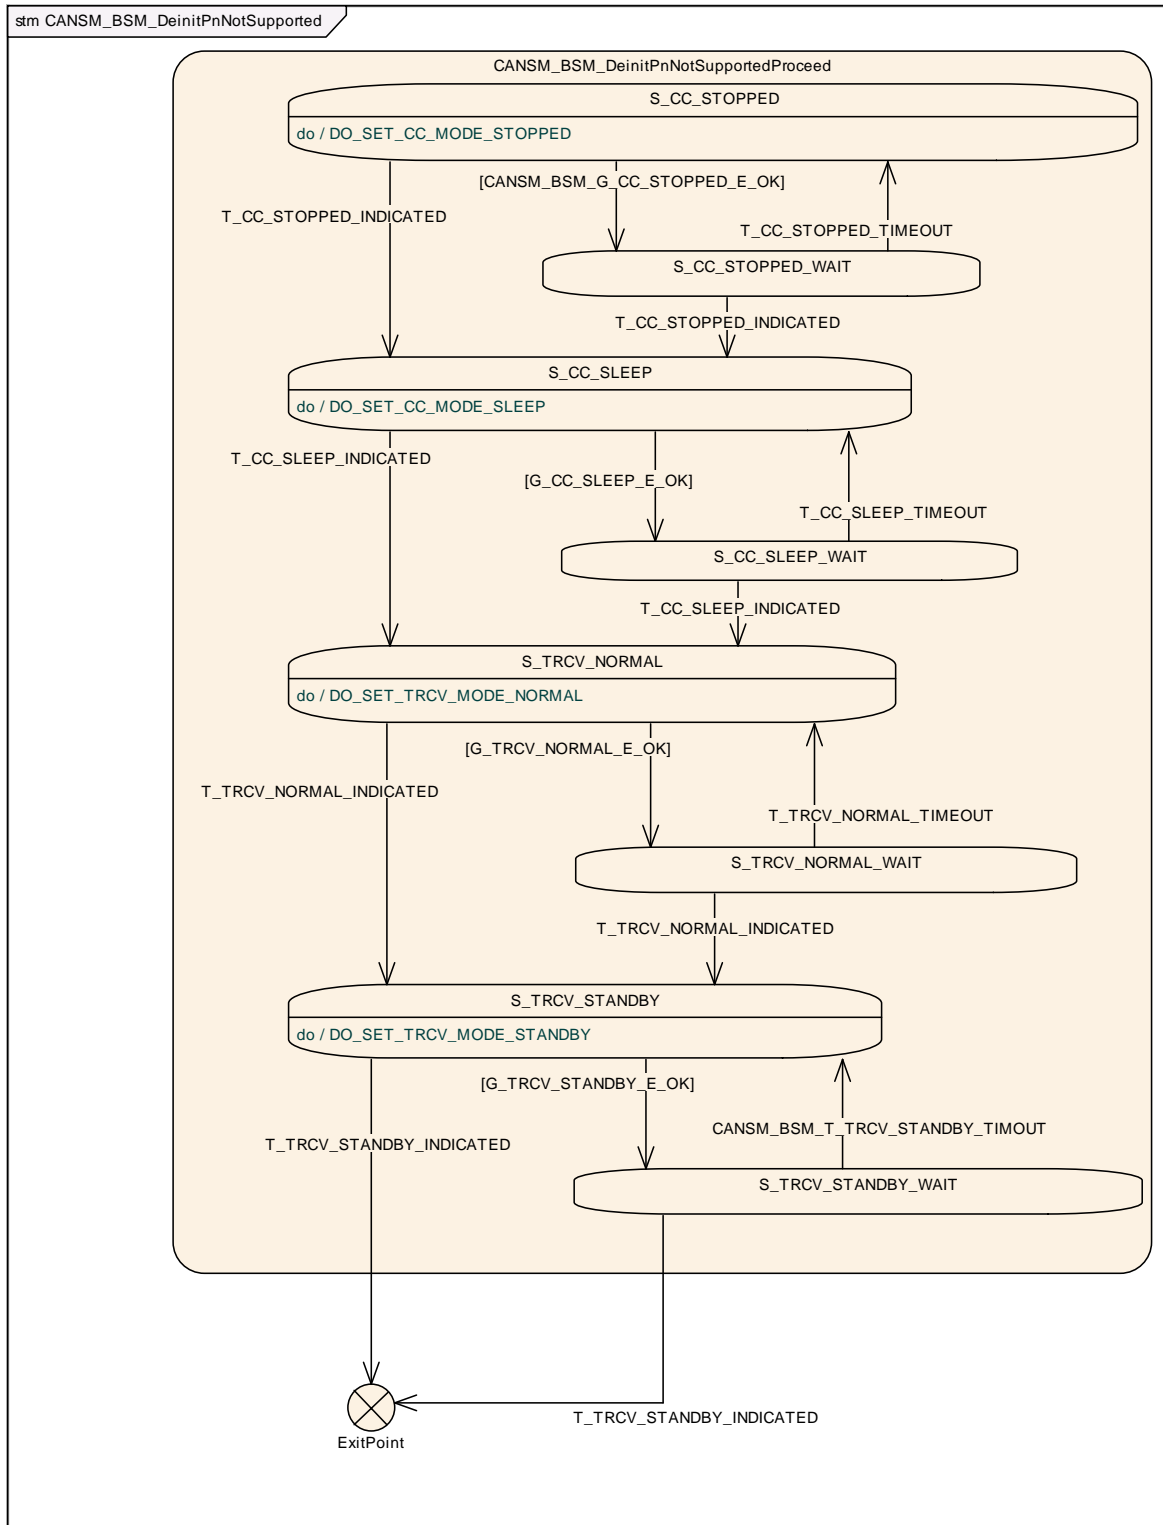 stm CANSM_BSM_DeinitPnNotSupported
CANSM_BSM_DeinitPnNotSupportedProceed
S_CC_STOPPED
do / DO_SET_CC_MODE_STOPPED
[CANSM_BSM_G_CC_STOPPED_E_OK]
T_CC_STOPPED_INDICATED
T_CC_STOPPED_TIMEOUT
S_CC_STOPPED_WAIT
T_CC_STOPPED_INDICATED
S_CC_SLEEP
do / DO_SET_CC_MODE_SLEEP
T_CC_SLEEP_INDICATED
[G_CC_SLEEP_E_OK]
T_CC_SLEEP_TIMEOUT
S_CC_SLEEP_WAIT
T_CC_SLEEP_INDICATED
S_TRCV_NORMAL
do / DO_SET_TRCV_MODE_NORMAL
[G_TRCV_NORMAL_E_OK]
T_TRCV_NORMAL_INDICATED
T_TRCV_NORMAL_TIMEOUT
S_TRCV_NORMAL_WAIT
T_TRCV_NORMAL_INDICATED
S_TRCV_STANDBY
do / DO_SET_TRCV_MODE_STANDBY
[G_TRCV_STANDBY_E_OK]
CANSM_BSM_T_TRCV_STANDBY_TIMOUT
T_TRCV_STANDBY_INDICATED
S_TRCV_STANDBY_WAIT
T_TRCV_STANDBY_INDICATED
ExitPoint